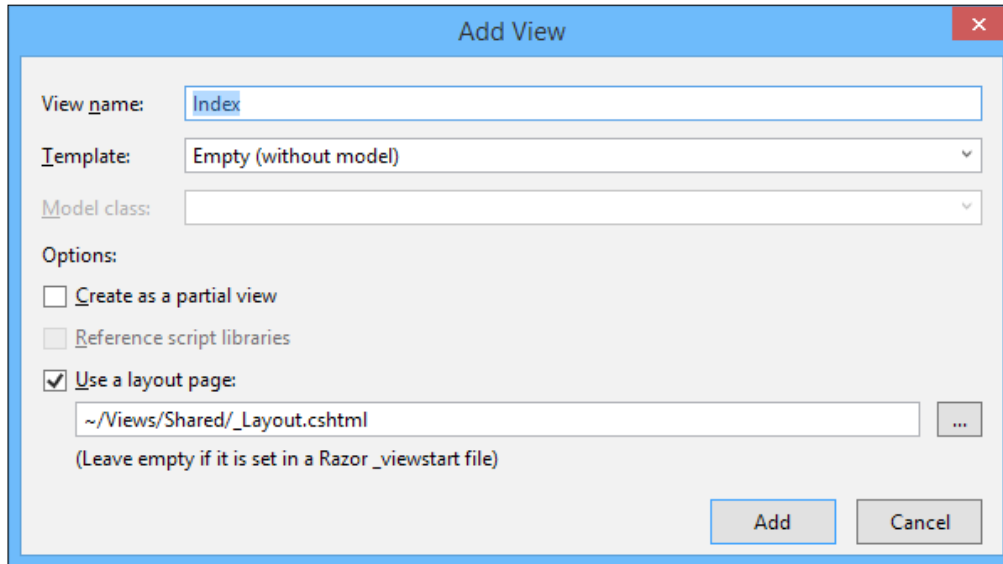 Add View
View name: Index
Template: Empty (without model)
Model class:
Options:
Create as a partial view
Reference script libraries
Use a layout page:
~/Views/Shared/_Layout.cshtml ...
(Leave empty if it is set in a Razor _viewstart file)
Add Cancel